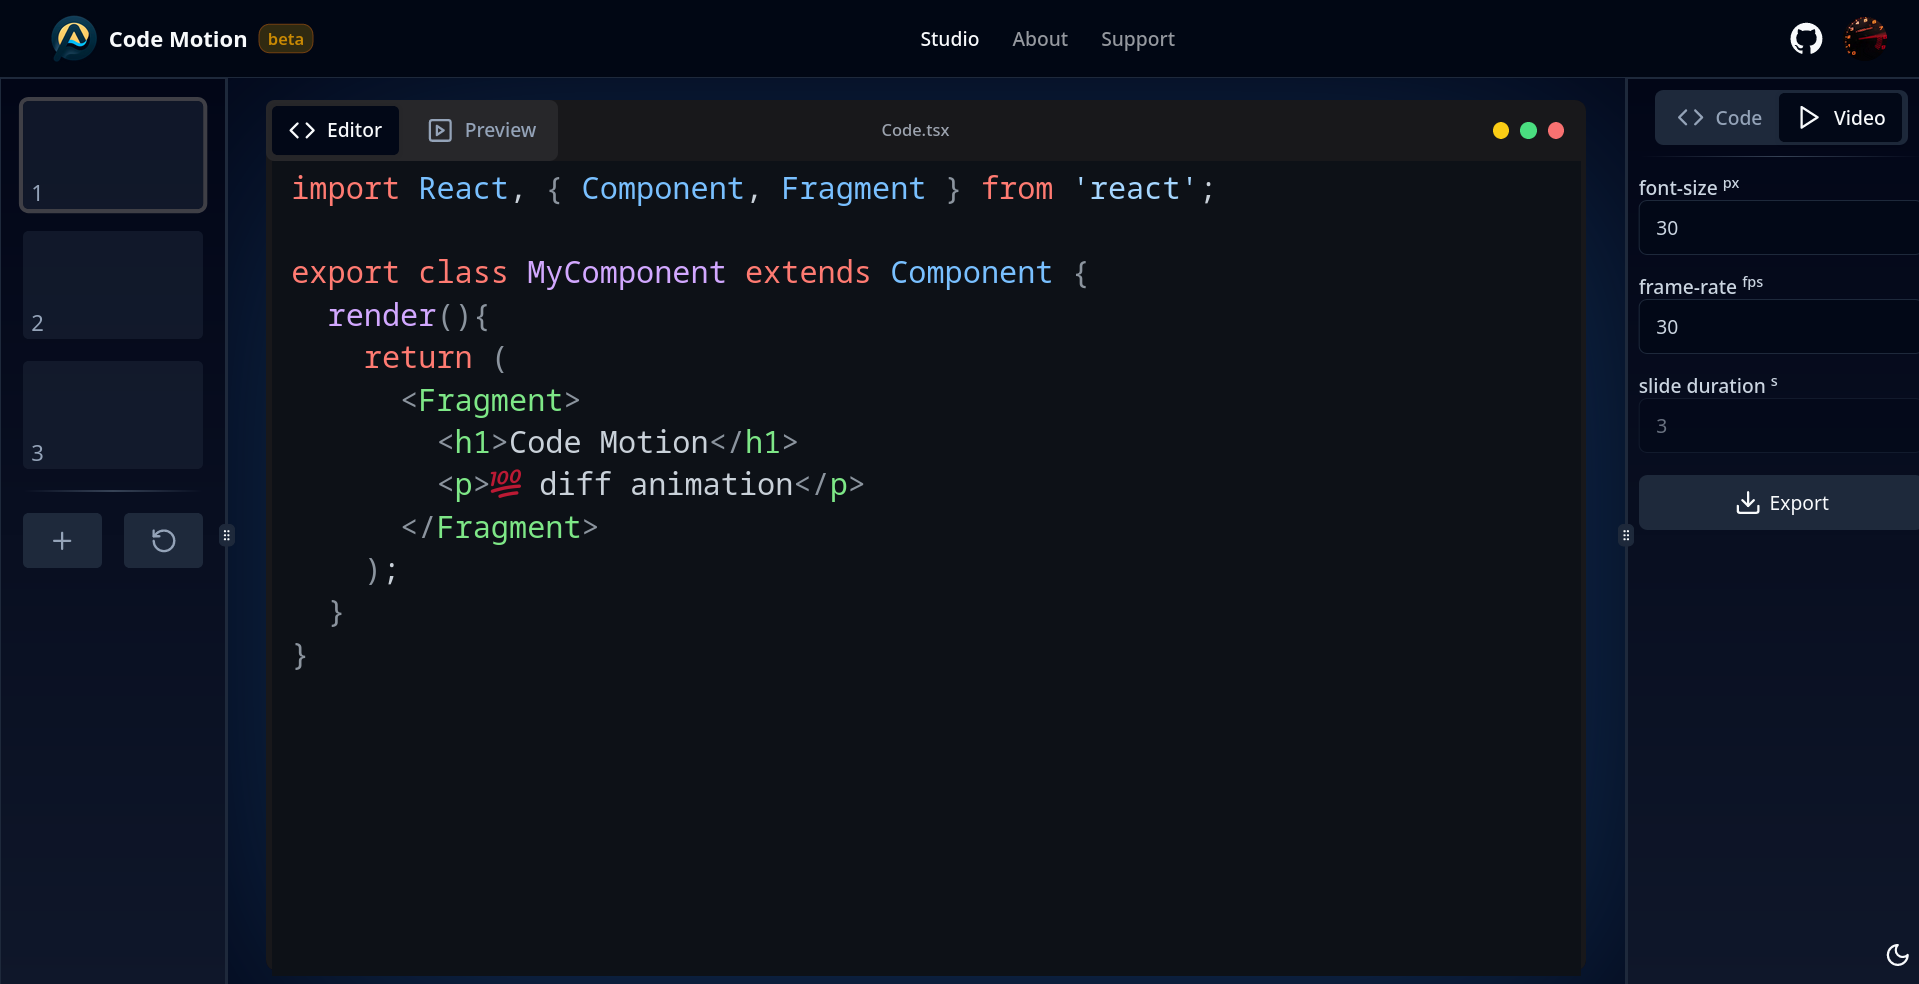 Code Motion beta Studio About Support
1
2
3
Editor Preview Code.tsx
import React, { Component, Fragment } from 'react';
export class MyComponent extends Component {
  render(){
    return (
      <Fragment>
        <h1>Code Motion</h1>
        <p>💯 diff animation</p>
      </Fragment>
    );
  }
}
Code Video
font-size px
30
frame-rate fps
30
slide duration s
3
Export